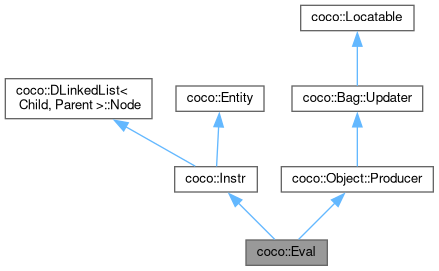 coco::Locatable
coco::DLinkedList<
Child, Parent >::Node
coco::Entity
coco::Bag::Updater
coco::Instr
coco::Object::Producer
coco::Eval